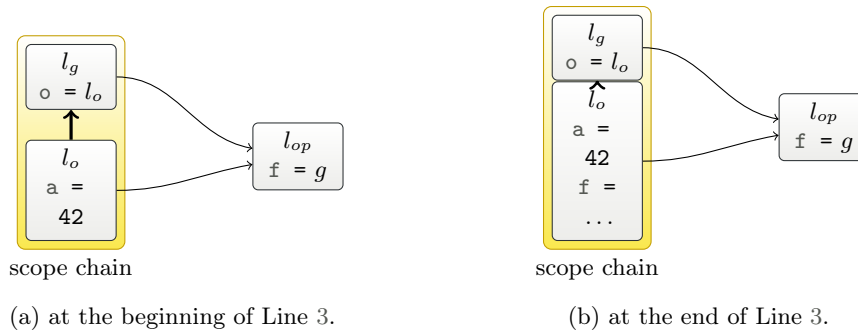 l_g
o = l_o
l_o
a =
42
l_op
f = g
scope chain
(a) at the beginning of Line 3.
l_g
o = l_o
l_o
a =
42
f =
...
l_op
f = g
scope chain
(b) at the end of Line 3.